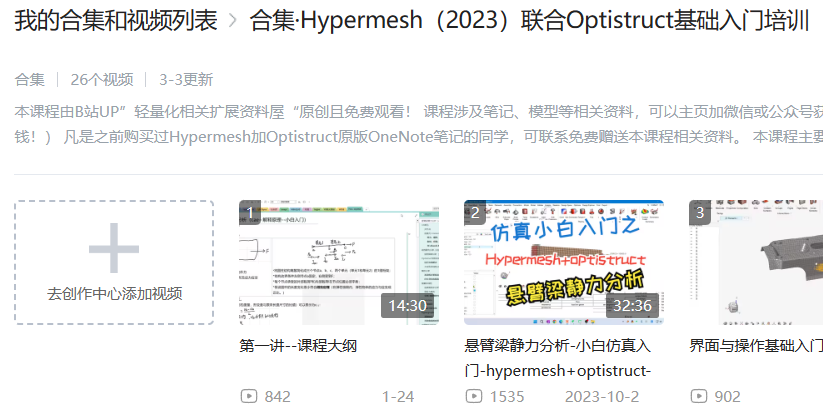 我的合集和视频列表 > 合集·Hypermesh（2023）联合Optistruct基础入门培训
合集 | 26个视频 | 3-3更新
本课程由B站UP”轻量化相关扩展资料屋“原创且免费观看！ 课程涉及笔记、模型等相关资料，可以主页加微信或公众号获
钱！） 凡是之前购买过Hypermesh加Optistruct原版OneNote笔记的同学，可联系免费赠送本课程相关资料。 本课程主要
去创作中心添加视频
1
14:30
第一讲--课程大纲
842
1-24
2
仿真小白入门之
Hypermesh+optistruct
悬臂梁静力分析
32:36
悬臂梁静力分析-小白仿真入
门-hypermesh+optistruct-
1535
2023-10-2
3
界面与操作基础入门
902